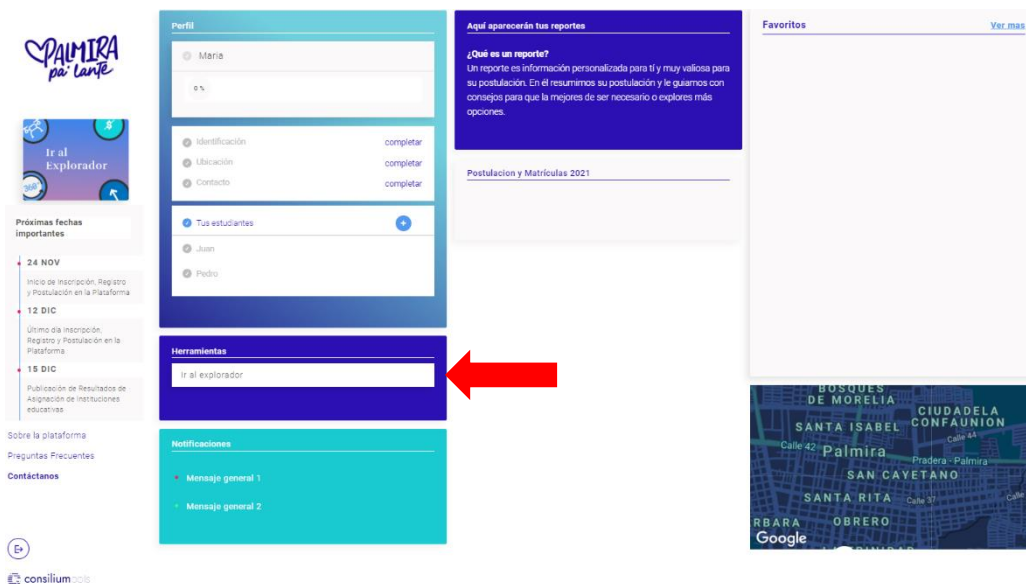 PALMIRA
pa' lante
Ir al
Explorador
360°
$
Próximas fechas
importantes
24 NOV
Inicio de Inscripción, Registro
y Postulación en la Plataforma
12 DIC
Último día Inscripción,
Registro y Postulación en la
Plataforma
15 DIC
Publicación de Resultados de
Asignación de Instituciones
educativas
Sobre la plataforma
Preguntas Frecuentes
Contáctanos
consiliumbots
Perfil
Maria
0 %
Identificación completar
Ubicación completar
Contacto completar
Tus estudiantes +
Juan
Pedro
Herramientas
Ir al explorador
Notificaciones
Mensaje general 1
Mensaje general 2
Aquí aparecerán tus reportes
¿Qué es un reporte?
Un reporte es información personalizada para tí y muy valiosa para
su postulación. En él resumimos su postulación y le guiamos con
consejos para que la mejores de ser necesario o explores más
opciones.
Postulacion y Matrículas 2021
Favoritos Ver mas
BOSQUES
DE MORELIA
CIUDADELA
CONFAUNION
SANTA ISABEL
Calle 44
Calle 42
Palmira
Pradera - Palmira
SAN CAYETANO
SANTA RITA
Calle 37
Calle
RBARA
OBRERO
Google